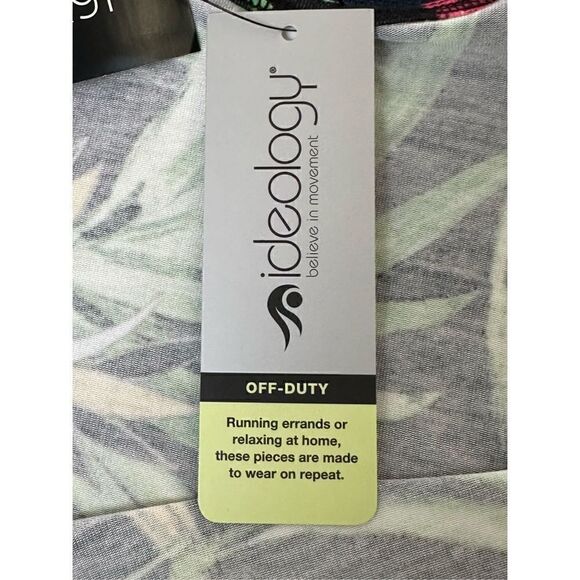 ideology®
believe in movement
OFF-DUTY
Running errands or
relaxing at home,
these pieces are made
to wear on repeat.